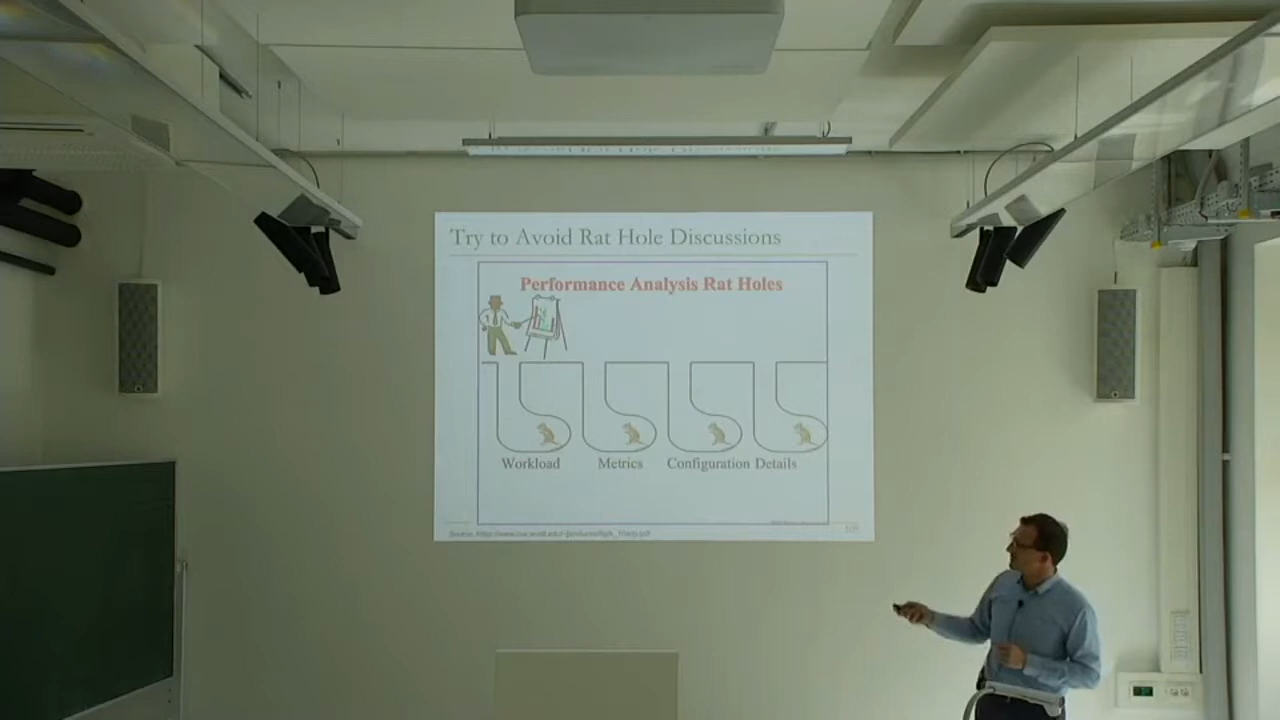 Try to Avoid Rat Hole Discussions
Performance Analysis Rat Holes
Workload Metrics Configuration Details